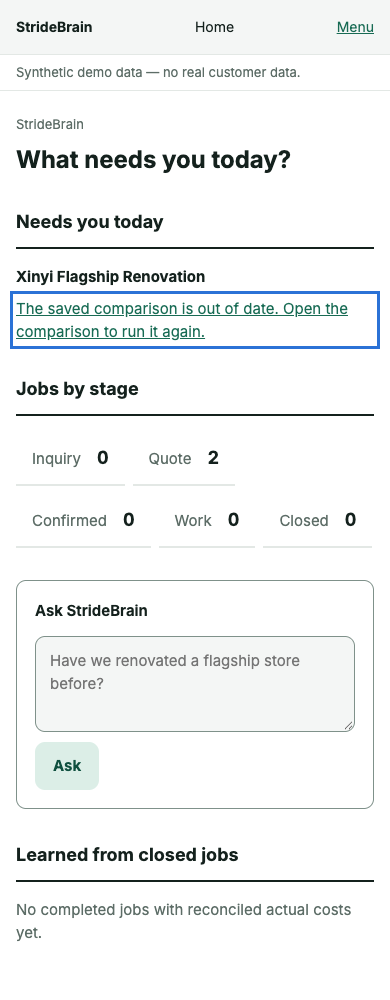 StrideBrain
Home
Menu
Synthetic demo data — no real customer data.
StrideBrain
What needs you today?
Needs you today
Xinyi Flagship Renovation
The saved comparison is out of date. Open the
comparison to run it again.
Jobs by stage
Inquiry 0
Quote 2
Confirmed 0
Work 0
Closed 0
Ask StrideBrain
Have we renovated a flagship store
before?
Ask
Learned from closed jobs
No completed jobs with reconciled actual costs
yet.